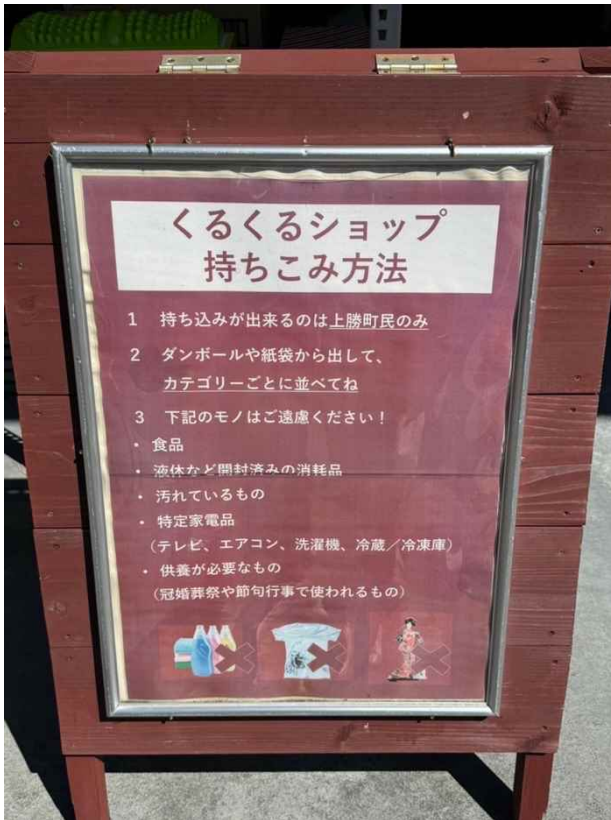 くるくるショップ
持ちこみ方法
1 持ち込みが出来るのは上勝町民のみ
2 ダンボールや紙袋から出して、
カテゴリーごとに並べてね
3 下記のモノはご遠慮ください！
・ 食品
・ 液体など開封済みの消耗品
・ 汚れているもの
・ 特定家電品
（テレビ、エアコン、洗濯機、冷蔵／冷凍庫）
・ 供養が必要なもの
（冠婚葬祭や節句行事で使われるもの）